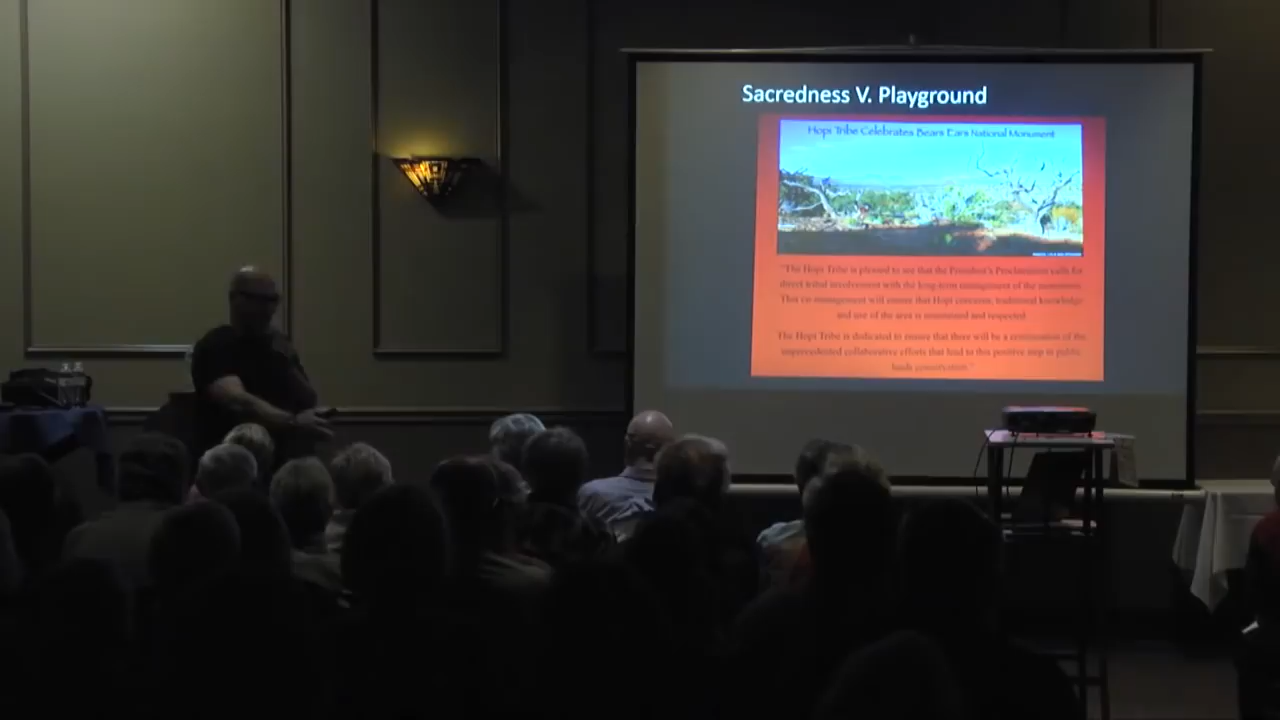 Sacredness V. Playground
Hopi Tribe Celebrates Bears Ears National Monument
"The Hopi Tribe is pleased to see that the President's Proclamation calls for
direct tribal involvement with the long-term management of the monument.
This co-management will ensure that Hopi concerns, traditional knowledge
and use of the area is maintained and respected.
The Hopi Tribe is dedicated to ensure that there will be a continuation of the
unprecedented collaborative efforts that lead to this positive step in public
lands conservation."